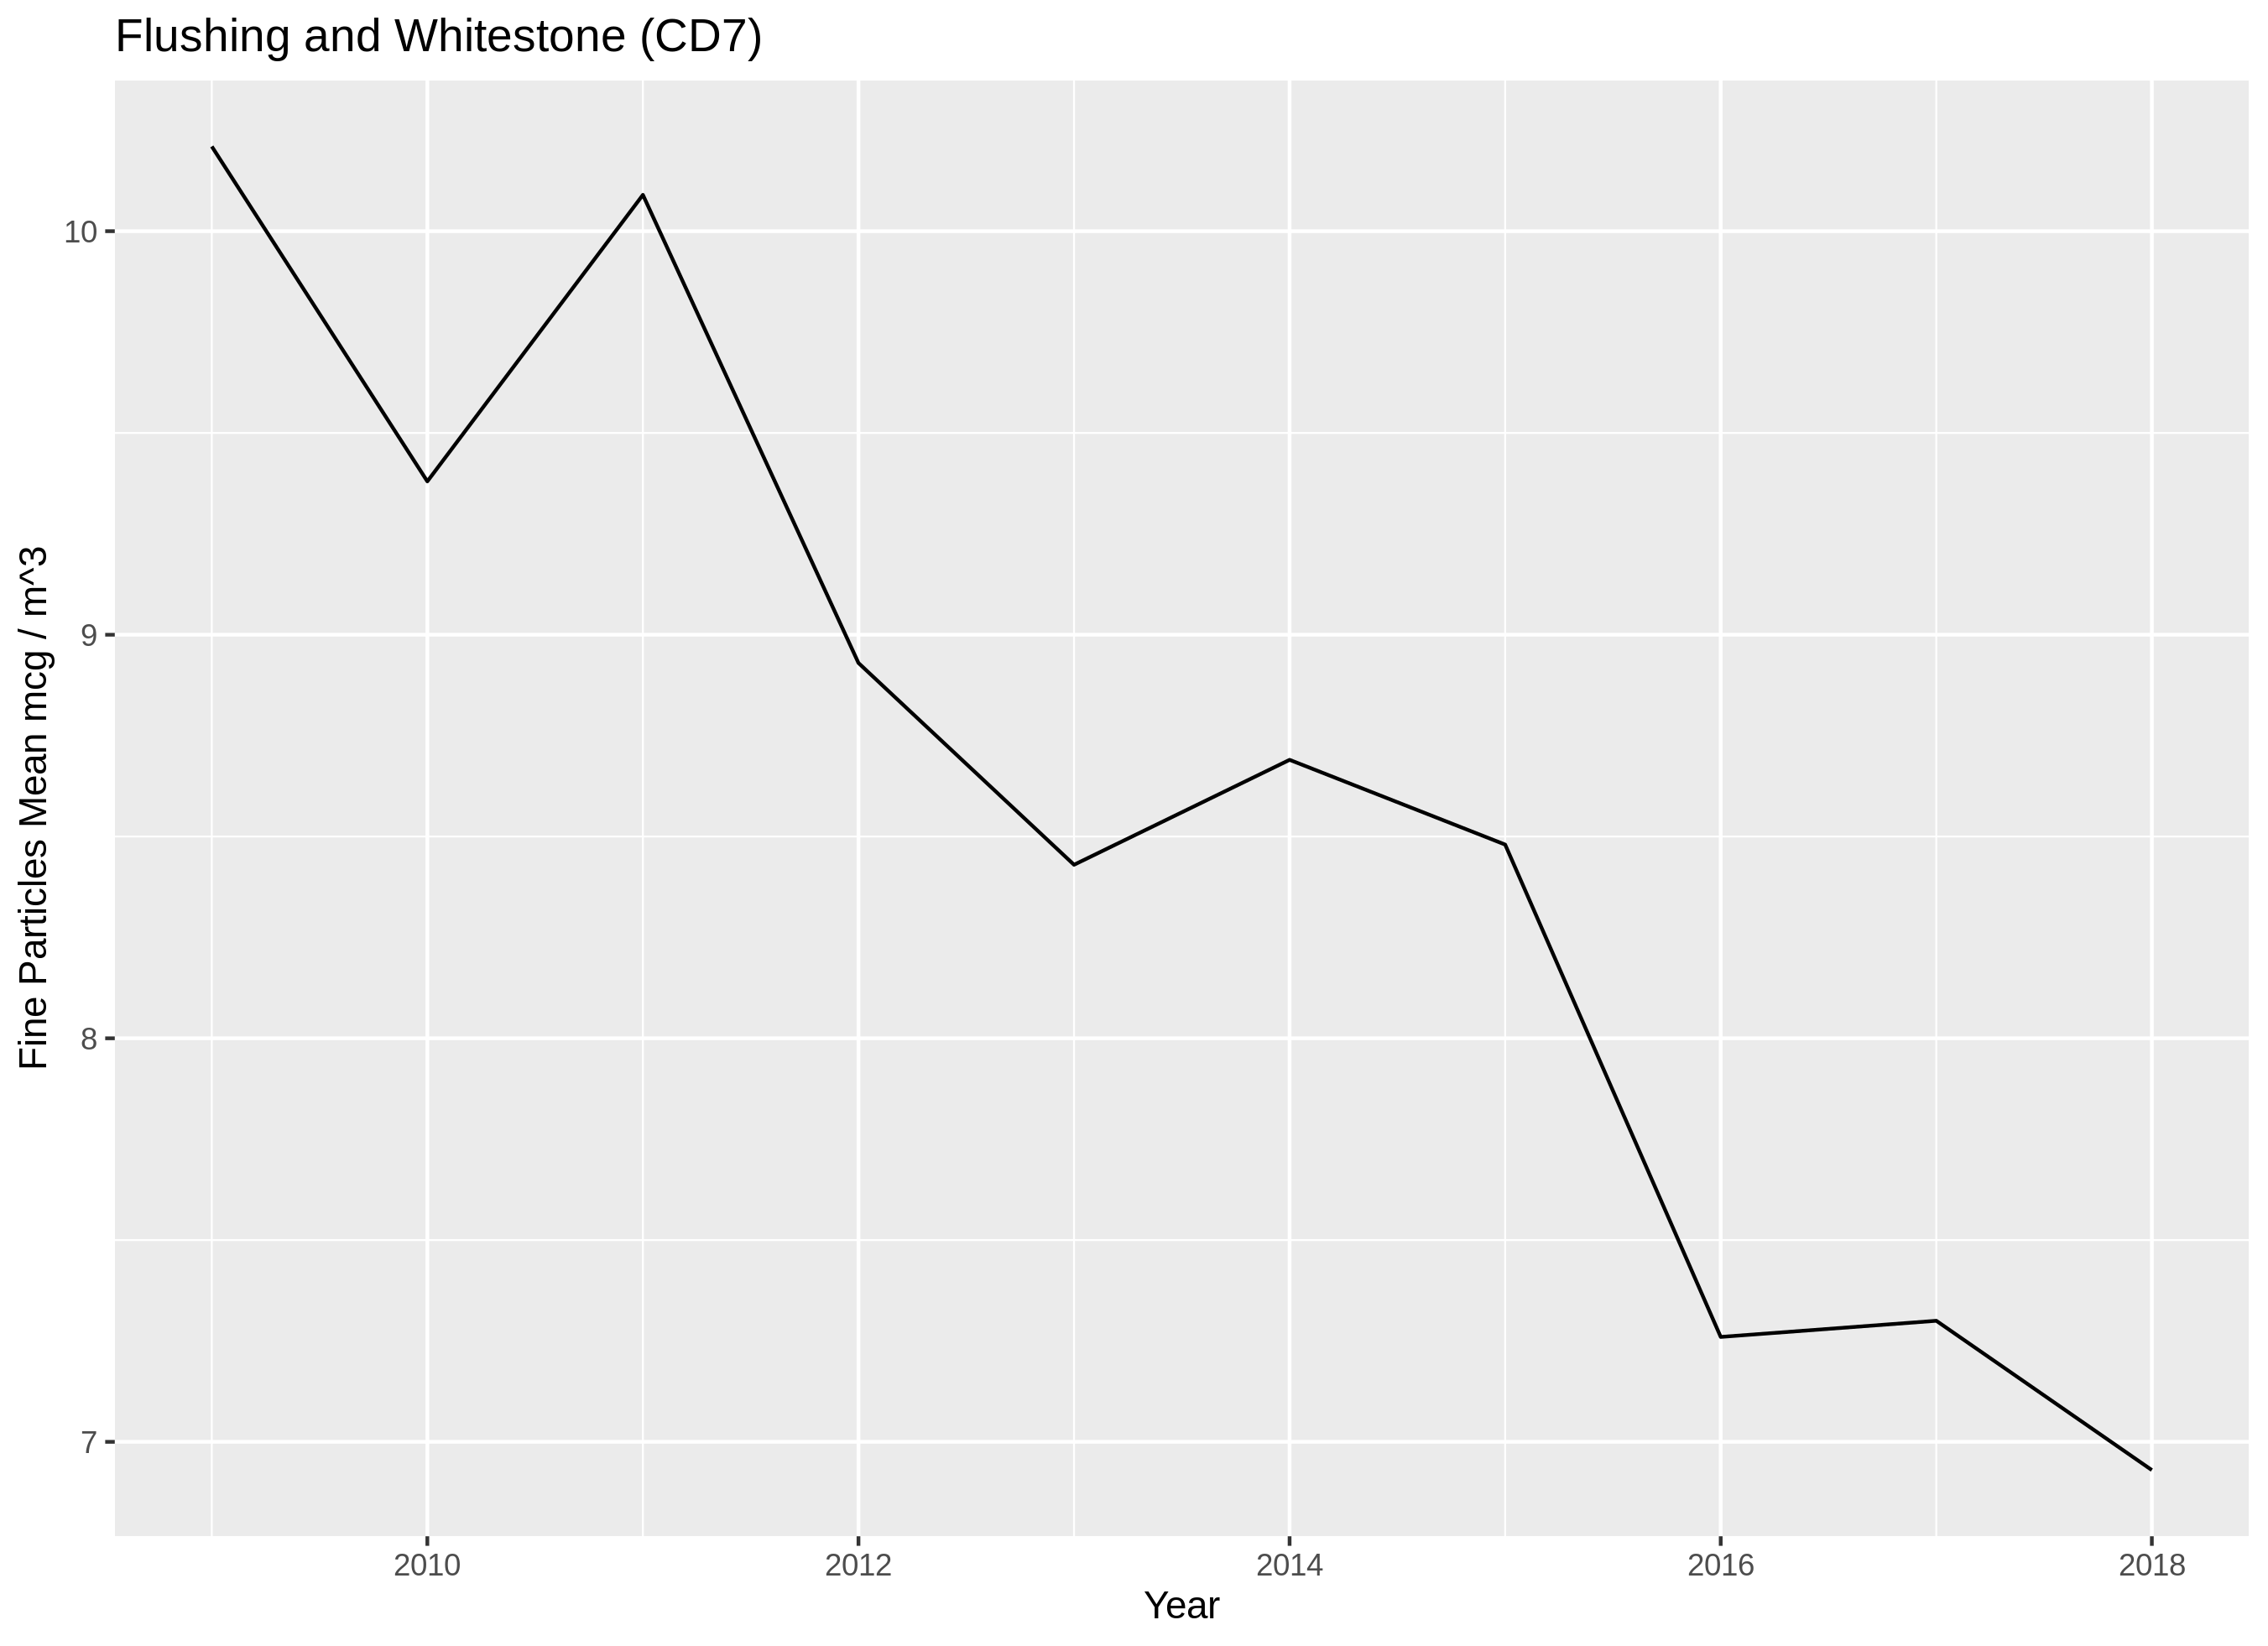 Flushing and Whitestone (CD7)
Fine Particles Mean mcg / m^3
10
9
8
7
2010 2012 2014 2016 2018
Year